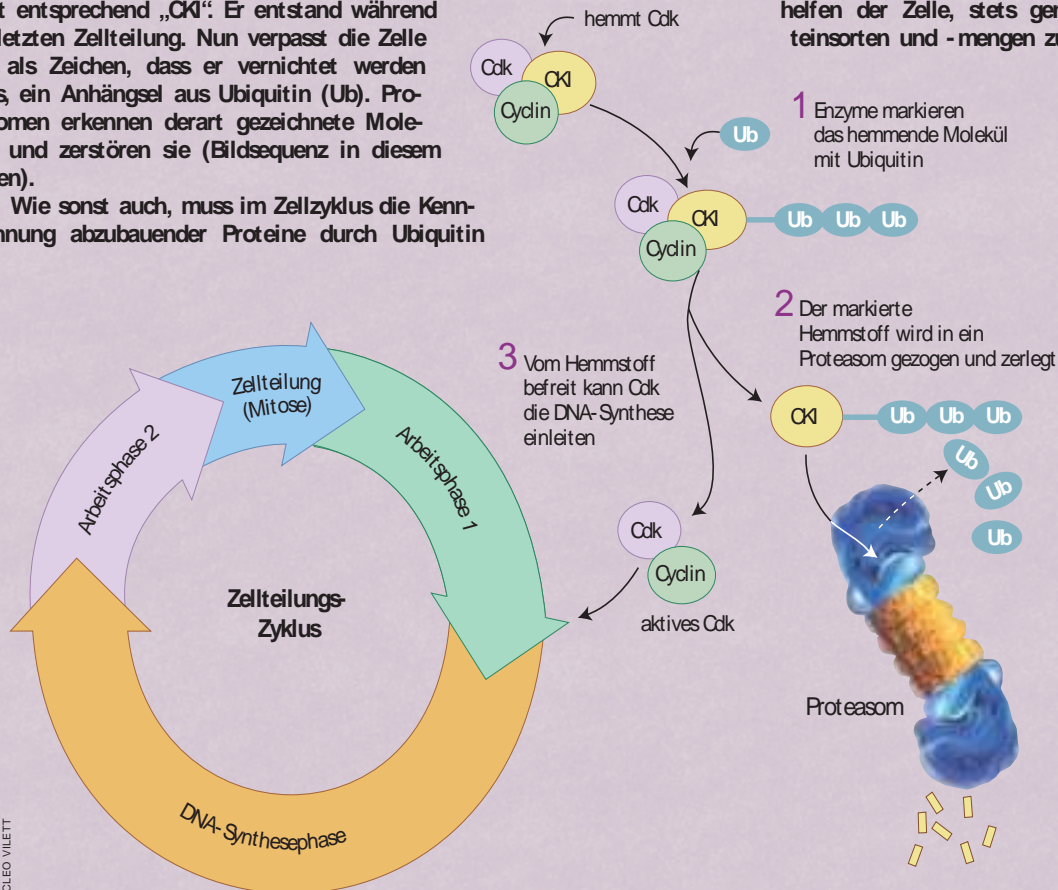 t entsprechend „CKI“. Er entstand während
letzten Zellteilung. Nun verpasst die Zelle
als Zeichen, dass er vernichtet werden
s, ein Anhängsel aus Ubiquitin (Ub). Pro-
omen erkennen derart gezeichnete Mole-
und zerstören sie (Bildsequenz in diesem
en).
Wie sonst auch, muss im Zellzyklus die Kenn-
nnung abzubauender Proteine durch Ubiquitin
helfen der Zelle, stets
teinsorten und -mengen
hemmt Cdk
Cdk
CKI
Cyclin
Ub
1 Enzyme markieren
das hemmende Molekül
mit Ubiquitin
Cdk
CKI
Cyclin
Ub Ub Ub
2 Der markierte
Hemmstoff wird in ein
Proteasom gezogen und zerlegt
CKI
Ub Ub Ub
Ub
Ub
Ub
Proteasom
3 Vom Hemmstoff
befreit kann Cdk
die DNA-Synthese
einleiten
Cdk
Cyclin
aktives Cdk
Zellteilung
(Mitose)
Arbeitsphase 1
Arbeitsphase 2
DNA-Synthesephase
Zellteilungs-
Zyklus
CLEO VILETT